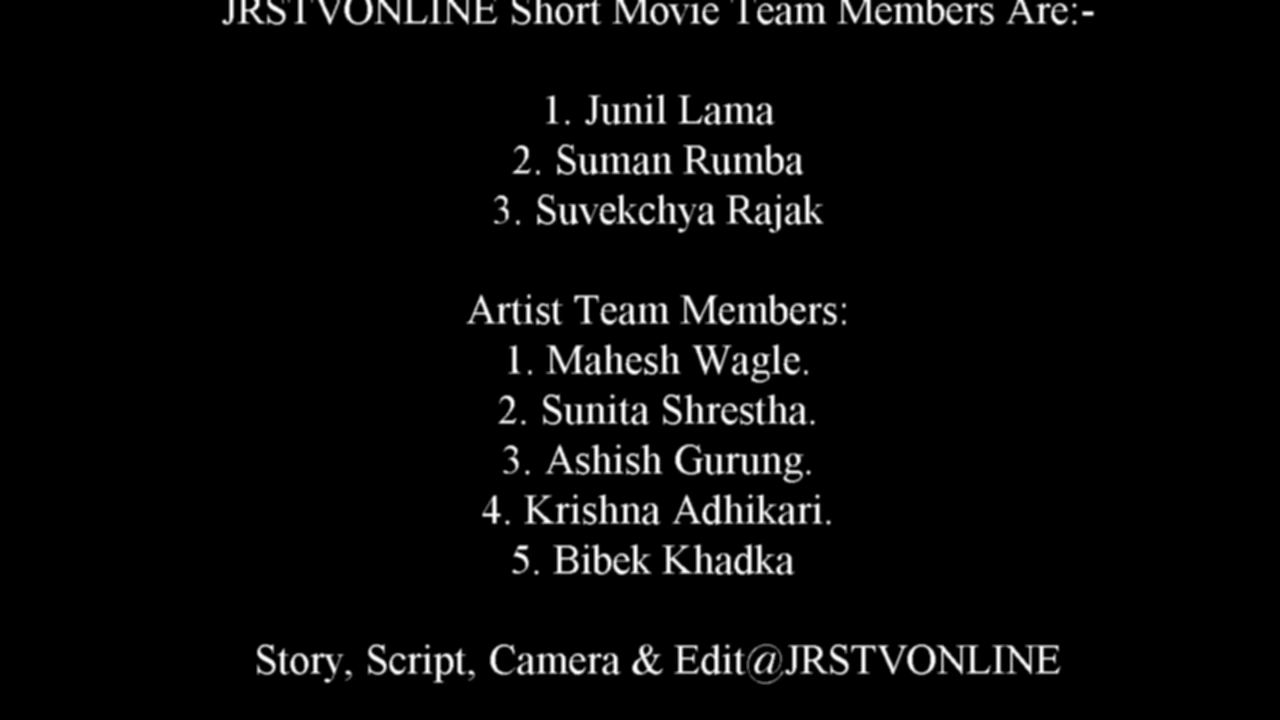 JRSTVONLINE Short Movie Team Members Are:-
1. Junil Lama
2. Suman Rumba
3. Suvekchya Rajak
Artist Team Members:
1. Mahesh Wagle.
2. Sunita Shrestha.
3. Ashish Gurung.
4. Krishna Adhikari.
5. Bibek Khadka
Story, Script, Camera & Edit@JRSTVONLINE